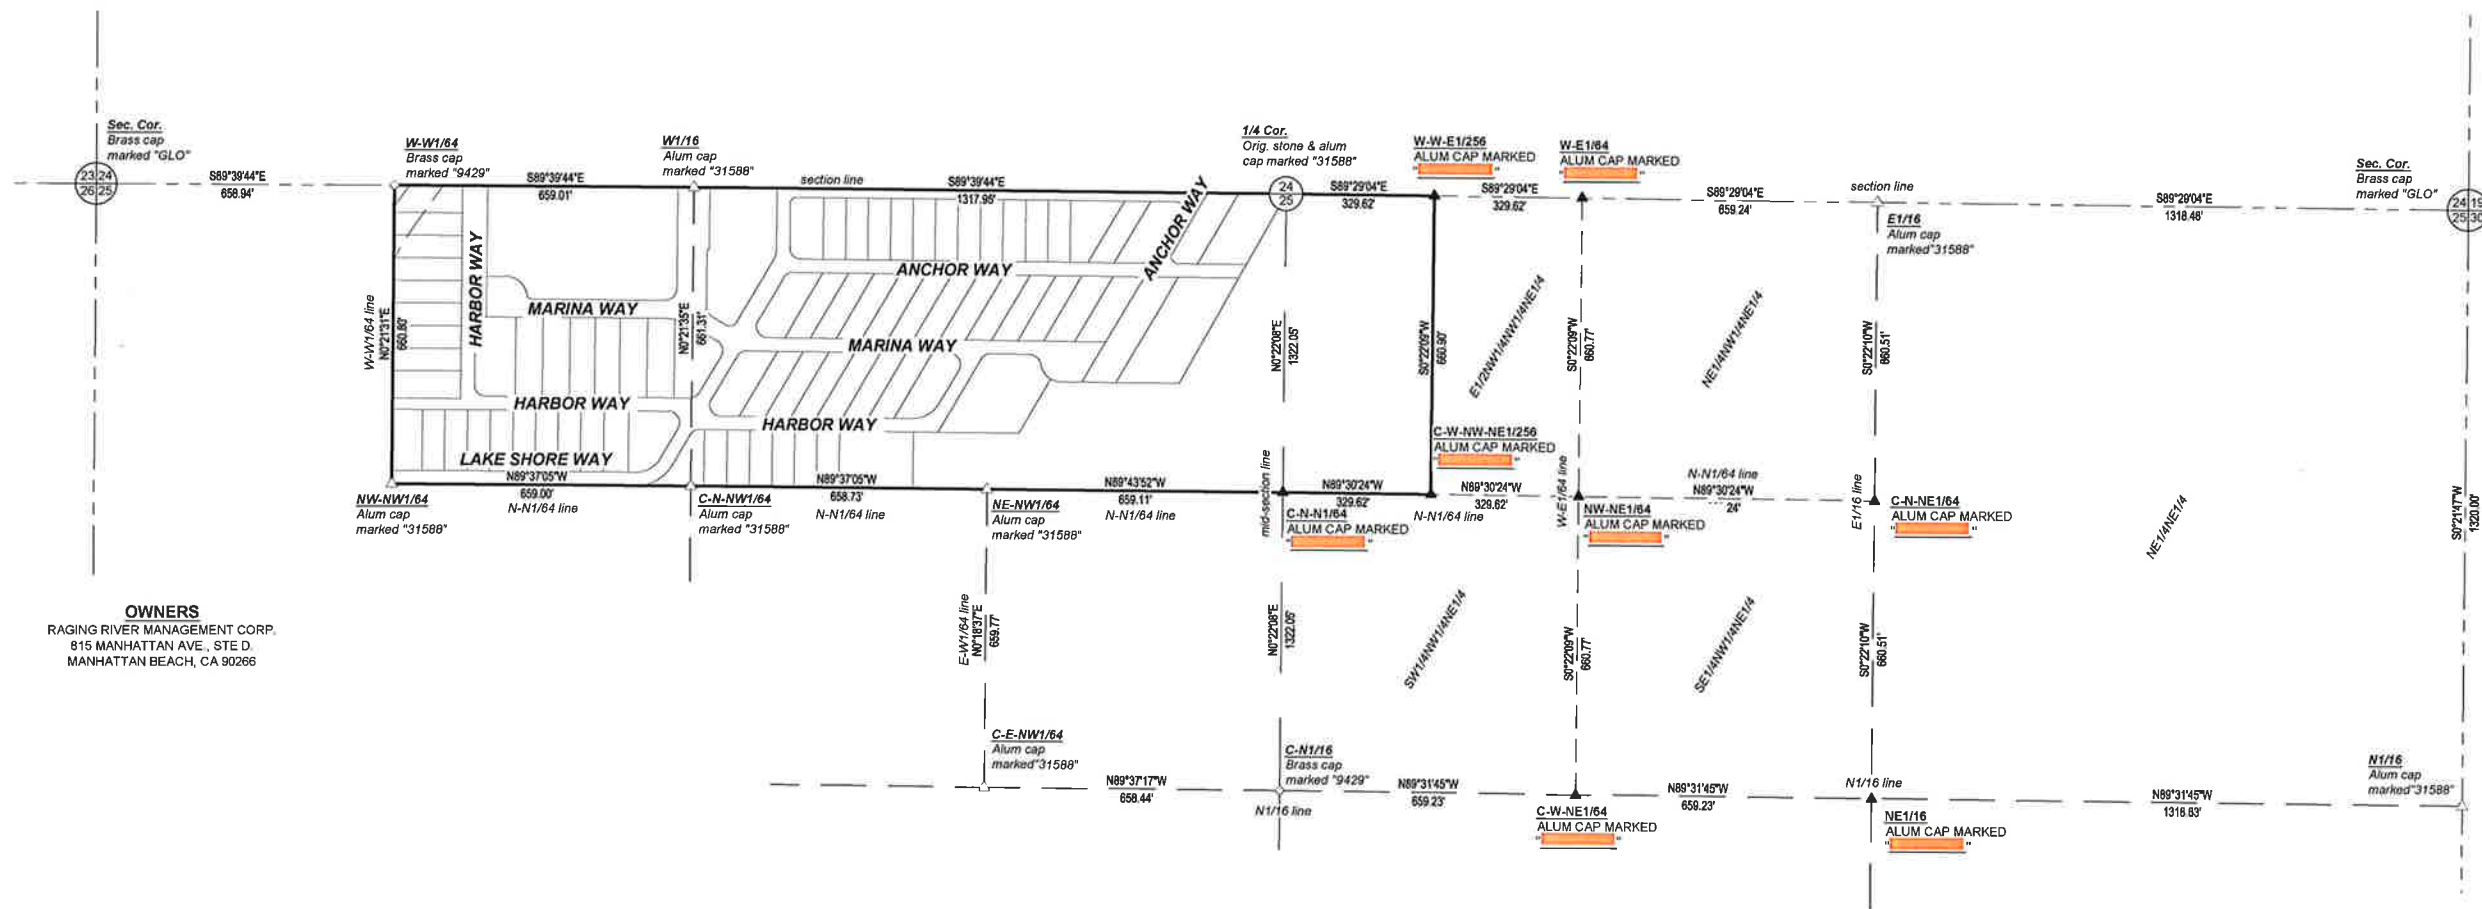 Sec. Cor.
Brass cap
marked "GLO"
23 24
26 25
S89°39'44"E
658.94'
W-W1/64
Brass cap
marked "9429"
S89°39'44"E
659.01'
W1/16
Alum cap
marked "31588"
section line
S89°39'44"E
1317.95'
1/4 Cor.
Orig. stone & alum
cap marked "31588"
24
25
S89°29'04"E
329.62'
W-W-E1/256
ALUM CAP MARKED
" "
S89°29'04"E
329.62'
W-E1/64
ALUM CAP MARKED
" "
S89°29'04"E
659.24'
section line
E1/16
Alum cap
marked"31588"
S89°29'04"E
1318.48'
Sec. Cor.
Brass cap
marked "GLO"
24 19
25 30
W-W1/64 line
N0°21'31"E
660.80'
HARBOR WAY
MARINA WAY
N0°21'35"E
661.31'
ANCHOR WAY
ANCHOR WAY
MARINA WAY
HARBOR WAY
HARBOR WAY
LAKE SHORE WAY
N0°22'08"E
1322.05'
S0°22'09"W
660.90'
E1/2NW1/4NW1/4NE1/4
S0°22'09"W
660.77'
NE1/4NW1/4NE1/4
S0°22'10"W
660.51'
C-W-NW-NE1/256
ALUM CAP MARKED
" "
NW-NW1/64
Alum cap
marked "31588"
N89°37'05"W
659.00'
N-N1/64 line
C-N-NW1/64
Alum cap
marked "31588"
N89°37'05"W
658.73'
N-N1/64 line
NE-NW1/64
Alum cap
marked "31588"
N89°43'52"W
659.11'
N-N1/64 line
mid-section line
C-N-N1/64
ALUM CAP MARKED
" "
N89°30'24"W
329.62'
N-N1/64 line
N89°30'24"W
329.62'
W-E1/64 line
NW-NE1/64
ALUM CAP MARKED
" "
N-N1/64 line
N89°30'24"W
24'
E1/16 line
C-N-NE1/64
ALUM CAP MARKED
" "
NE1/4NE1/4
S0°21'47"W
1320.00'
OWNERS
RAGING RIVER MANAGEMENT CORP.
815 MANHATTAN AVE., STE D.
MANHATTAN BEACH, CA 90266
E-W1/64 line
N0°18'37"E
659.77'
N0°22'08"E
1322.05'
SW1/4NW1/4NE1/4
S0°22'09"W
660.77'
SE1/4NW1/4NE1/4
S0°22'10"W
660.51'
C-E-NW1/64
Alum cap
marked"31588"
N89°37'17"W
658.44'
C-N1/16
Brass cap
marked "9429"
N1/16 line
N89°31'45"W
659.23'
C-W-NE1/64
ALUM CAP MARKED
" "
N89°31'45"W
659.23'
N1/16 line
NE1/16
ALUM CAP MARKED
" "
N89°31'45"W
N1/16
Alum cap
marked"31588"